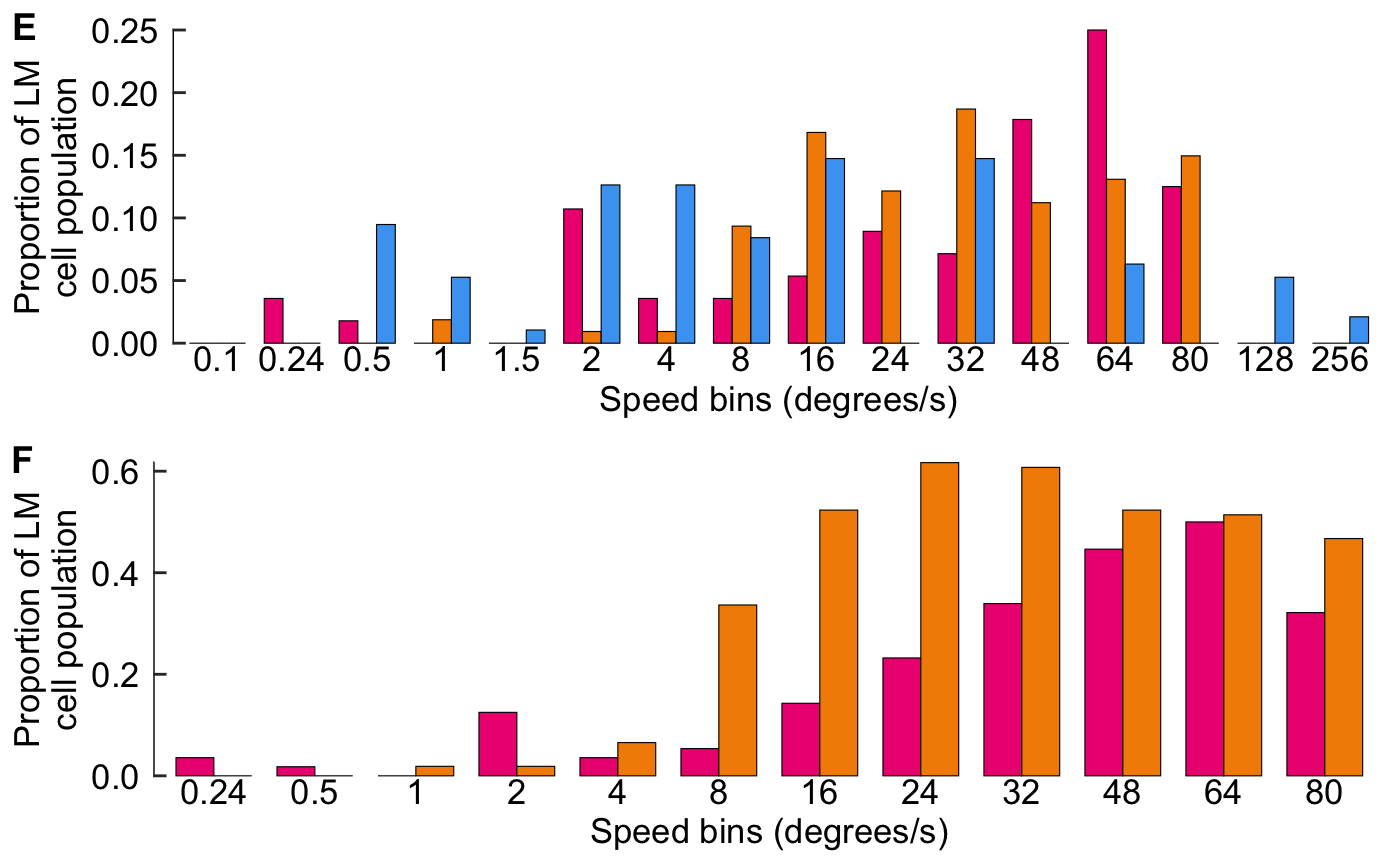 E
Proportion of LM
cell population
0.25
0.20
0.15
0.10
0.05
0.00
0.1 0.24 0.5 1 1.5 2 4 8 16 24 32 48 64 80 128 256
Speed bins (degrees/s)
F
Proportion of LM
cell population
0.6
0.4
0.2
0.0
0.24 0.5 1 2 4 8 16 24 32 48 64 80
Speed bins (degrees/s)